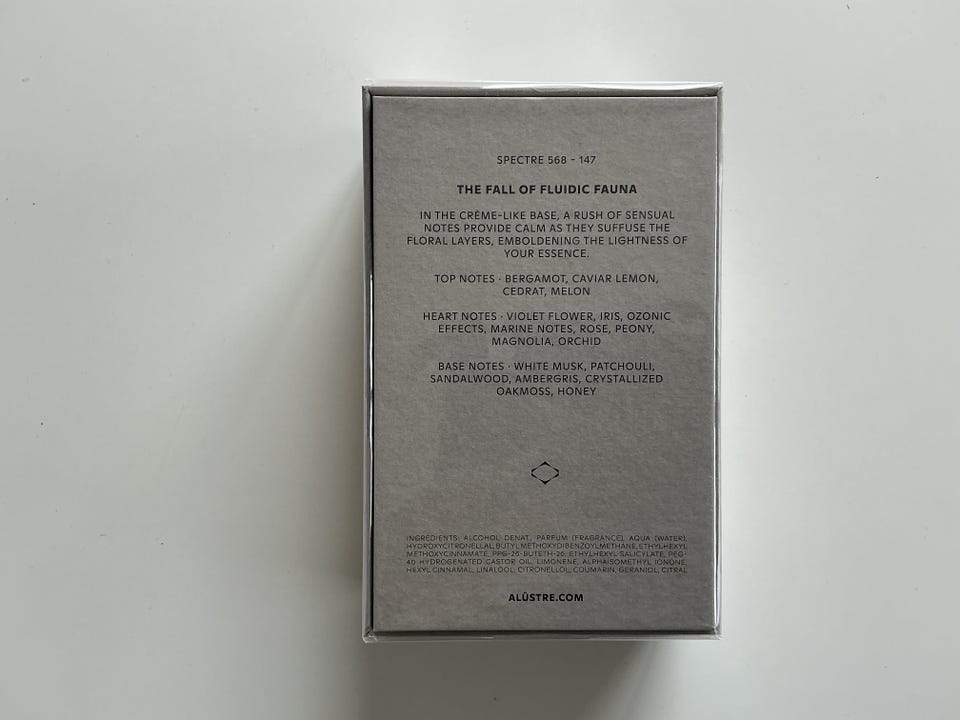 SPECTRE 568 - 147
THE FALL OF FLUIDIC FAUNA
IN THE CRÈME-LIKE BASE, A RUSH OF SENSUAL
NOTES PROVIDE CALM AS THEY SUFFUSE THE
FLORAL LAYERS, EMBOLDENING THE LIGHTNESS OF
YOUR ESSENCE.
TOP NOTES · BERGAMOT, CAVIAR LEMON,
CEDRAT, MELON
HEART NOTES · VIOLET FLOWER, IRIS, OZONIC
EFFECTS, MARINE NOTES, ROSE, PEONY,
MAGNOLIA, ORCHID
BASE NOTES · WHITE MUSK, PATCHOULI,
SANDALWOOD, AMBERGRIS, CRYSTALLIZED
OAKMOSS, HONEY
INGREDIENTS: ALCOHOL DENAT, PARFUM (FRAGRANCE), AQUA (WATER),
HYDROXYCITRONELLAL, BUTYL METHOXYDIBENZOYLMETHANE, ETHYLHEXYL
METHOXYCINNAMATE, PPG-26-BUTETH-26, ETHYLHEXYL SALICYLATE, PEG-
40 HYDROGENATED CASTOR OIL, LIMONENE, ALPHAISOMETHYL IONONE,
HEXYL CINNAMAL, LINALOOL, CITRONELLOL, COUMARIN, GERANIOL, CITRAL
ALÛSTRE.COM